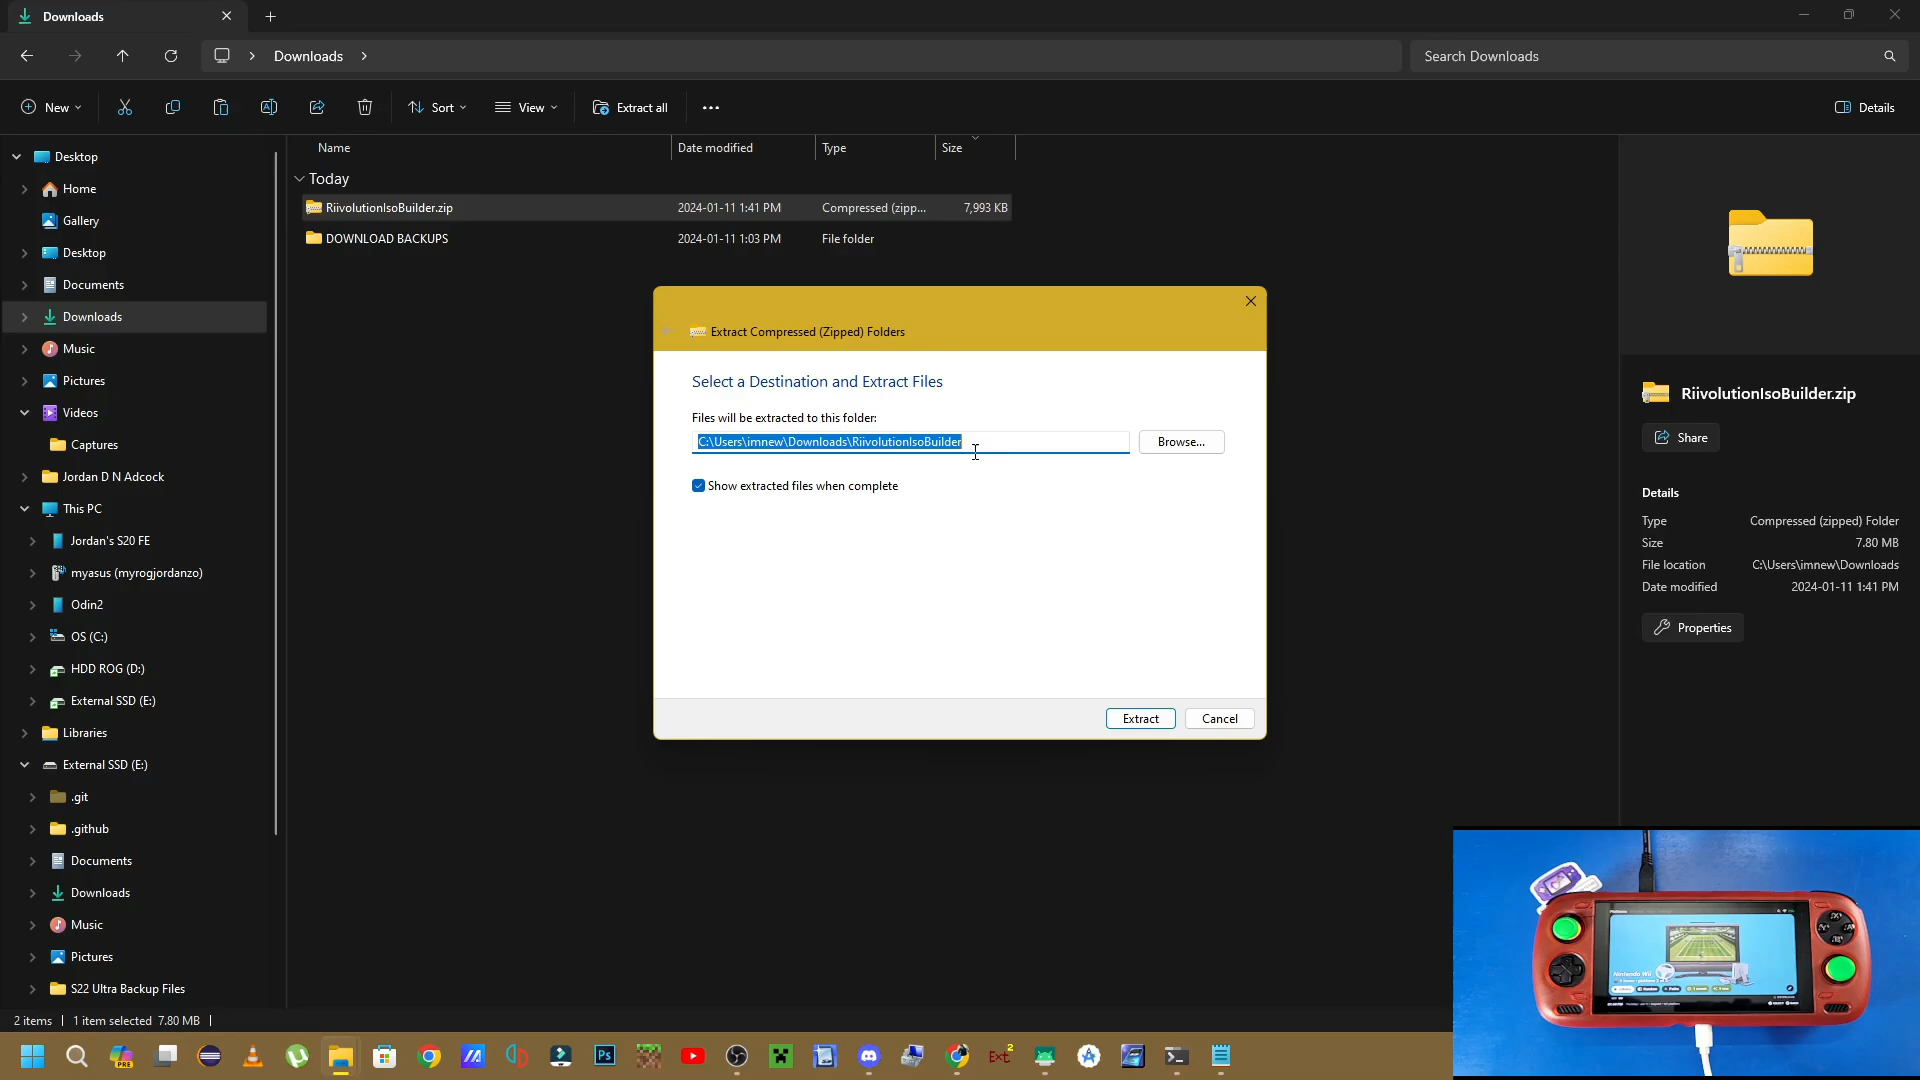 Downloads
Downloads
Search Downloads
New
Sort
View
Extract all
Details
Name
Date modified
Type
Size
Today
RiivolutionIsoBuilder.zip
2024-01-11 1:41 PM
Compressed (zipp...
7,993 KB
DOWNLOAD BACKUPS
2024-01-11 1:03 PM
File folder
Desktop
Home
Gallery
Desktop
Documents
Downloads
Music
Pictures
Videos
Captures
Jordan D N Adcock
This PC
Jordan's S20 FE
myasus (myrogjordanzo)
Odin2
OS (C:)
HDD ROG (D:)
External SSD (E:)
Libraries
External SSD (E:)
.git
.github
Documents
Downloads
Music
Pictures
S22 Ultra Backup Files
Extract Compressed (Zipped) Folders
Select a Destination and Extract Files
Files will be extracted to this folder:
C:\Users\imnew\Downloads\RiivolutionIsoBuilder
Browse...
Show extracted files when complete
Extract
Cancel
RiivolutionIsoBuilder.zip
Share
Details
Type
Compressed (zipped) Folder
Size
7.80 MB
File location
C:\Users\imnew\Downloads
Date modified
2024-01-11 1:41 PM
Properties
Nintendo Wii
2 items
1 item selected 7.80 MB
PRE
Ps
Ext2